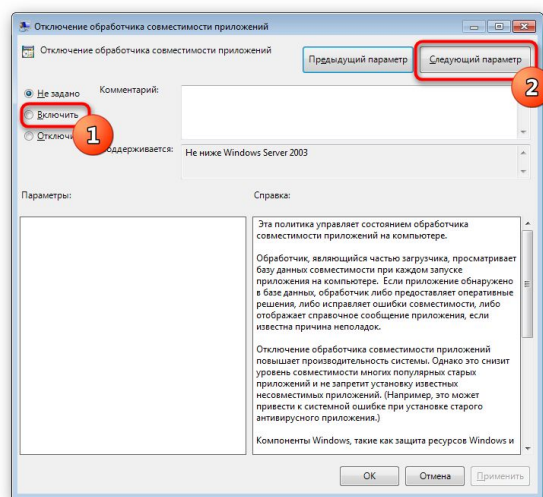 Отключение обработчика совместимости приложений
Отключение обработчика совместимости приложений
Предыдущий параметр
Следующий параметр
2
Не задано
Комментарий:
Включить
1
Не ниже Windows Server 2003
Параметры:
Справка:
Эта политика управляет состоянием обработчика
совместимости приложений на компьютере.
Обработчик, являющийся частью загрузчика, просматривает
базу данных совместимости при каждом запуске
приложения на компьютере. Если приложение обнаружено
в базе данных, обработчик либо предоставляет оперативные
решения, либо исправляет ошибки совместимости, либо
отображает справочное сообщение приложения, если
известна причина неполадок.
Отключение обработчика совместимости приложений
повышает производительность системы. Однако это снизит
уровень совместимости многих популярных старых
приложений и не запретит установку известных
несовместимых приложений. (Например, это может
привести к системной ошибке при установке старого
антивирусного приложения.)
Компоненты Windows, такие как защита ресурсов Windows и
ОК
Отмена
Применить